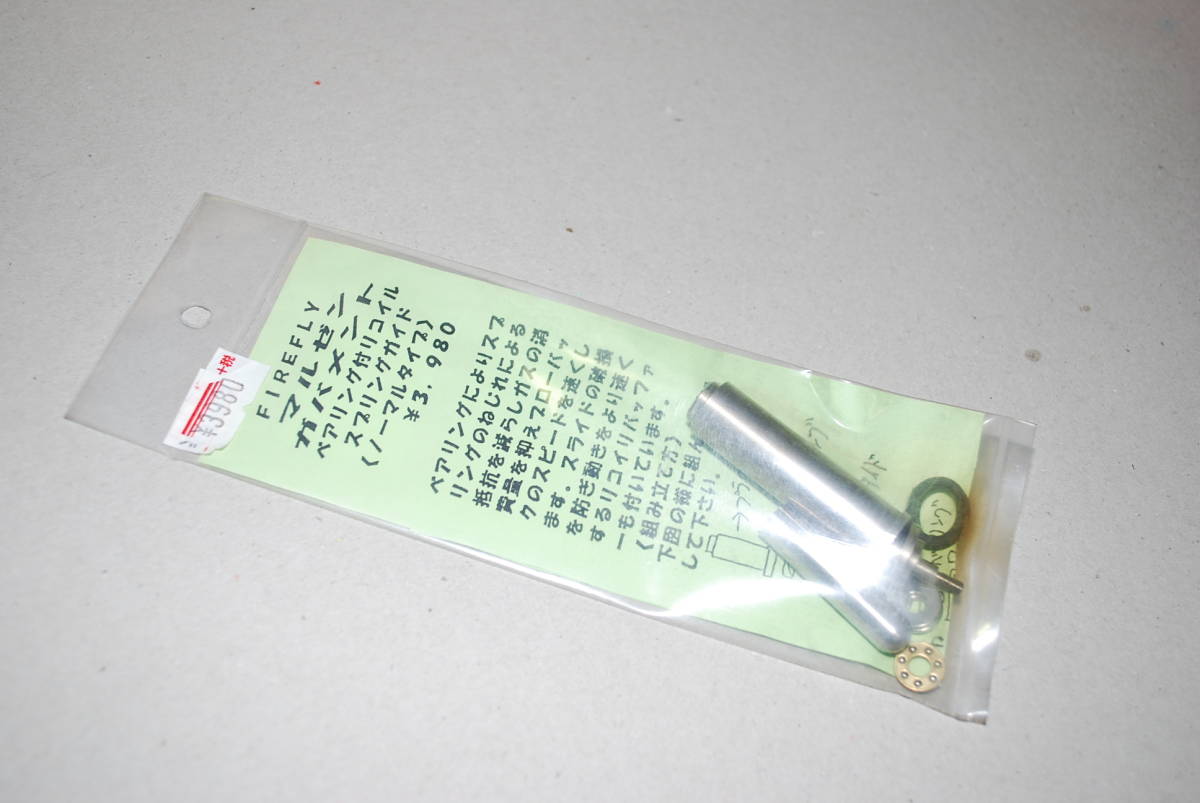 +税
¥3980
FIREFLY
マルゼン
ガバメント
ベアリング付リコイル
スプリングガイド
(ノーマルタイプ)
¥3.980
ベアリングによりスプ
リングのねじれによる
抵抗を減らしガスの消
費量を抑えブローバッ
クのスピードを速くし
ます。スライドの破損
を防き動きをより速く
するリコイリバッファ
ーも付いています。
(組み立て方)
下図の様に組ん
して下さい。